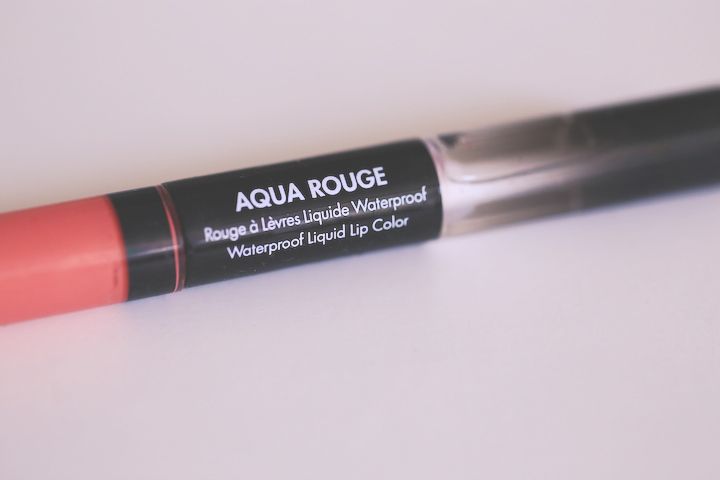 AQUA ROUGE
Rouge à Lèvres Liquide Waterproof
Waterproof Liquid Lip Color